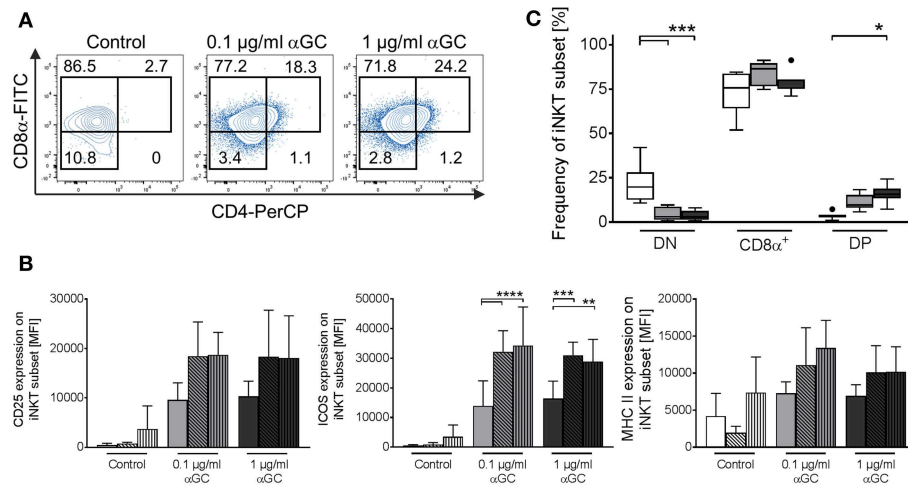 A
Control
0.1 µg/ml αGC
1 µg/ml αGC
86.5 2.7
77.2 18.3
71.8 24.2
10.8 0
3.4 1.1
2.8 1.2
CD8α-FITC
CD4-PerCP
C
Frequency of iNKT subset [%]
100
75
50
25
0
***
*
DN
CD8α+
DP
B
CD25 expression on
iNKT subset [MFI]
30000
20000
10000
0
Control
0.1 µg/ml
αGC
1 µg/ml
αGC
ICOS expression on
iNKT subset [MFI]
50000
40000
30000
20000
10000
0
****
***
**
Control
0.1 µg/ml
αGC
1 µg/ml
αGC
MHC II expression on
iNKT subset [MFI]
20000
15000
10000
5000
0
Control
0.1 µg/ml
αGC
1 µg/ml
αGC